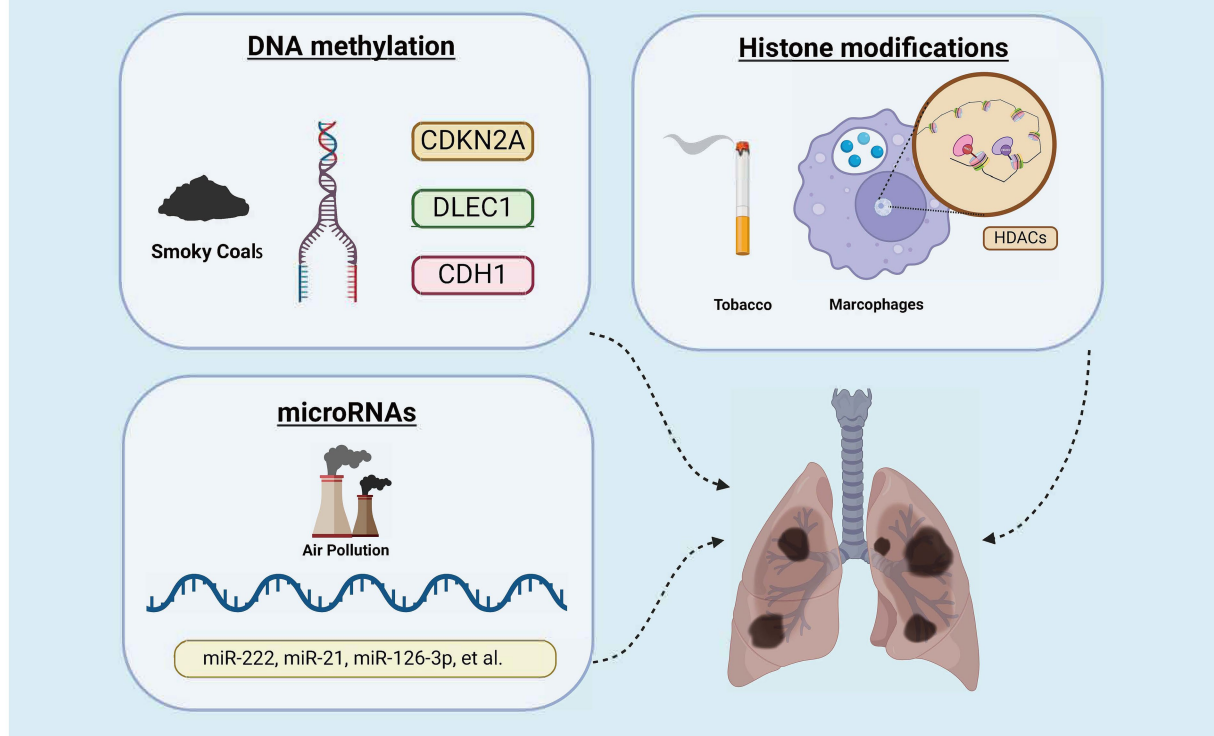 DNA methylation
CDKN2A
DLEC1
CDH1
Smoky Coals
Histone modifications
HDACs
Tobacco
Marcophages
microRNAs
Air Pollution
miR-222, miR-21, miR-126-3p, et al.